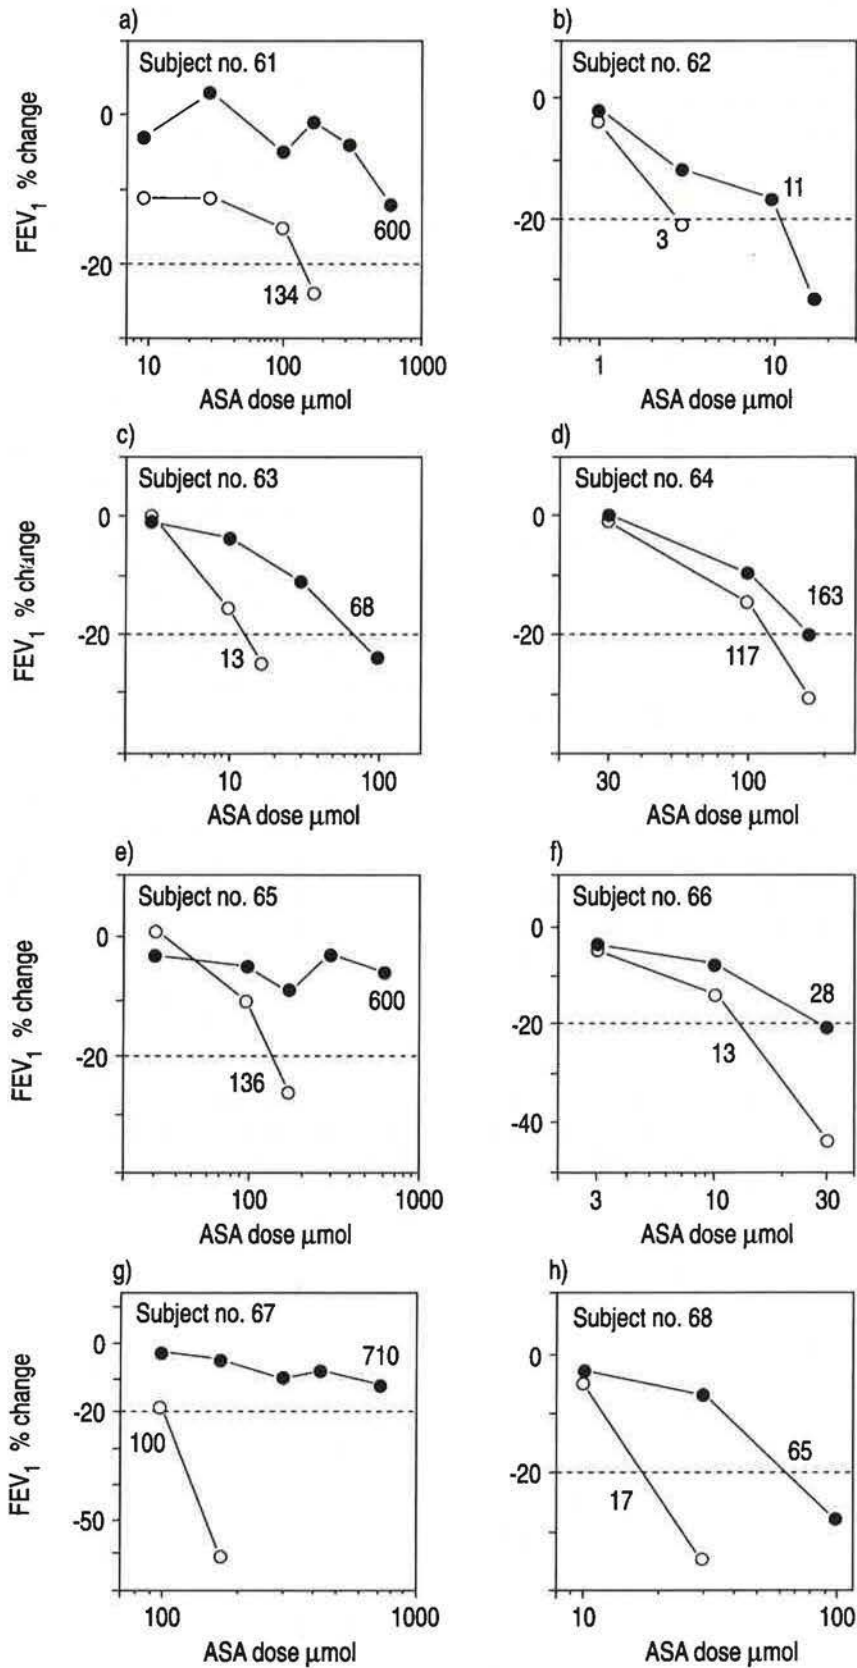 a)
Subject no. 61
FEV1 % change
0
-20
600
134
10 100 1000
ASA dose μmol
b)
Subject no. 62
0
-20
11
3
1 10
ASA dose μmol
c)
Subject no. 63
FEV1 % change
0
-20
68
13
10 100
ASA dose μmol
d)
Subject no. 64
0
-20
163
117
30 100
ASA dose μmol
e)
Subject no. 65
FEV1 % change
0
-20
600
136
100 1000
ASA dose μmol
f)
Subject no. 66
0
-20
-40
28
13
3 10 30
ASA dose μmol
g)
Subject no. 67
FEV1 % change
0
-20
-50
710
100
100 1000
ASA dose μmol
h)
Subject no. 68
0
-20
65
17
10 100
ASA dose μmol